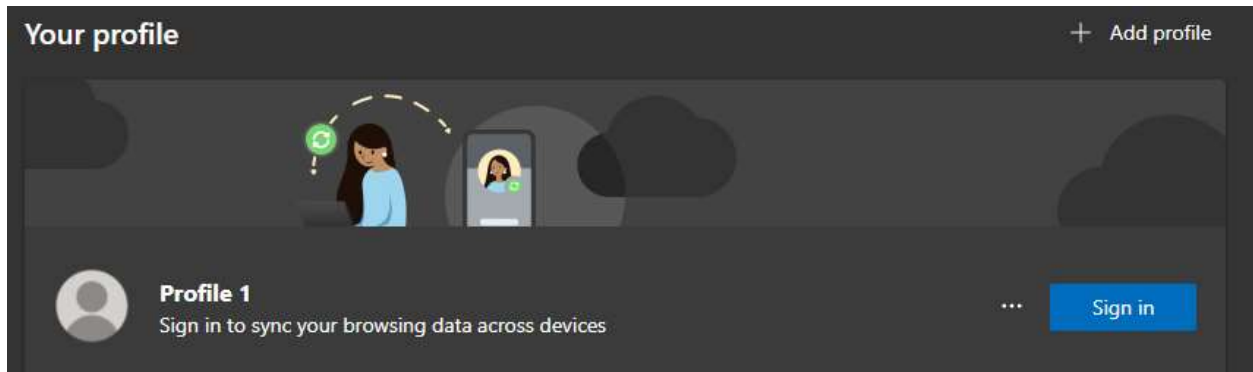 Your profile
Add profile
Profile 1
Sign in to sync your browsing data across devices
Sign in